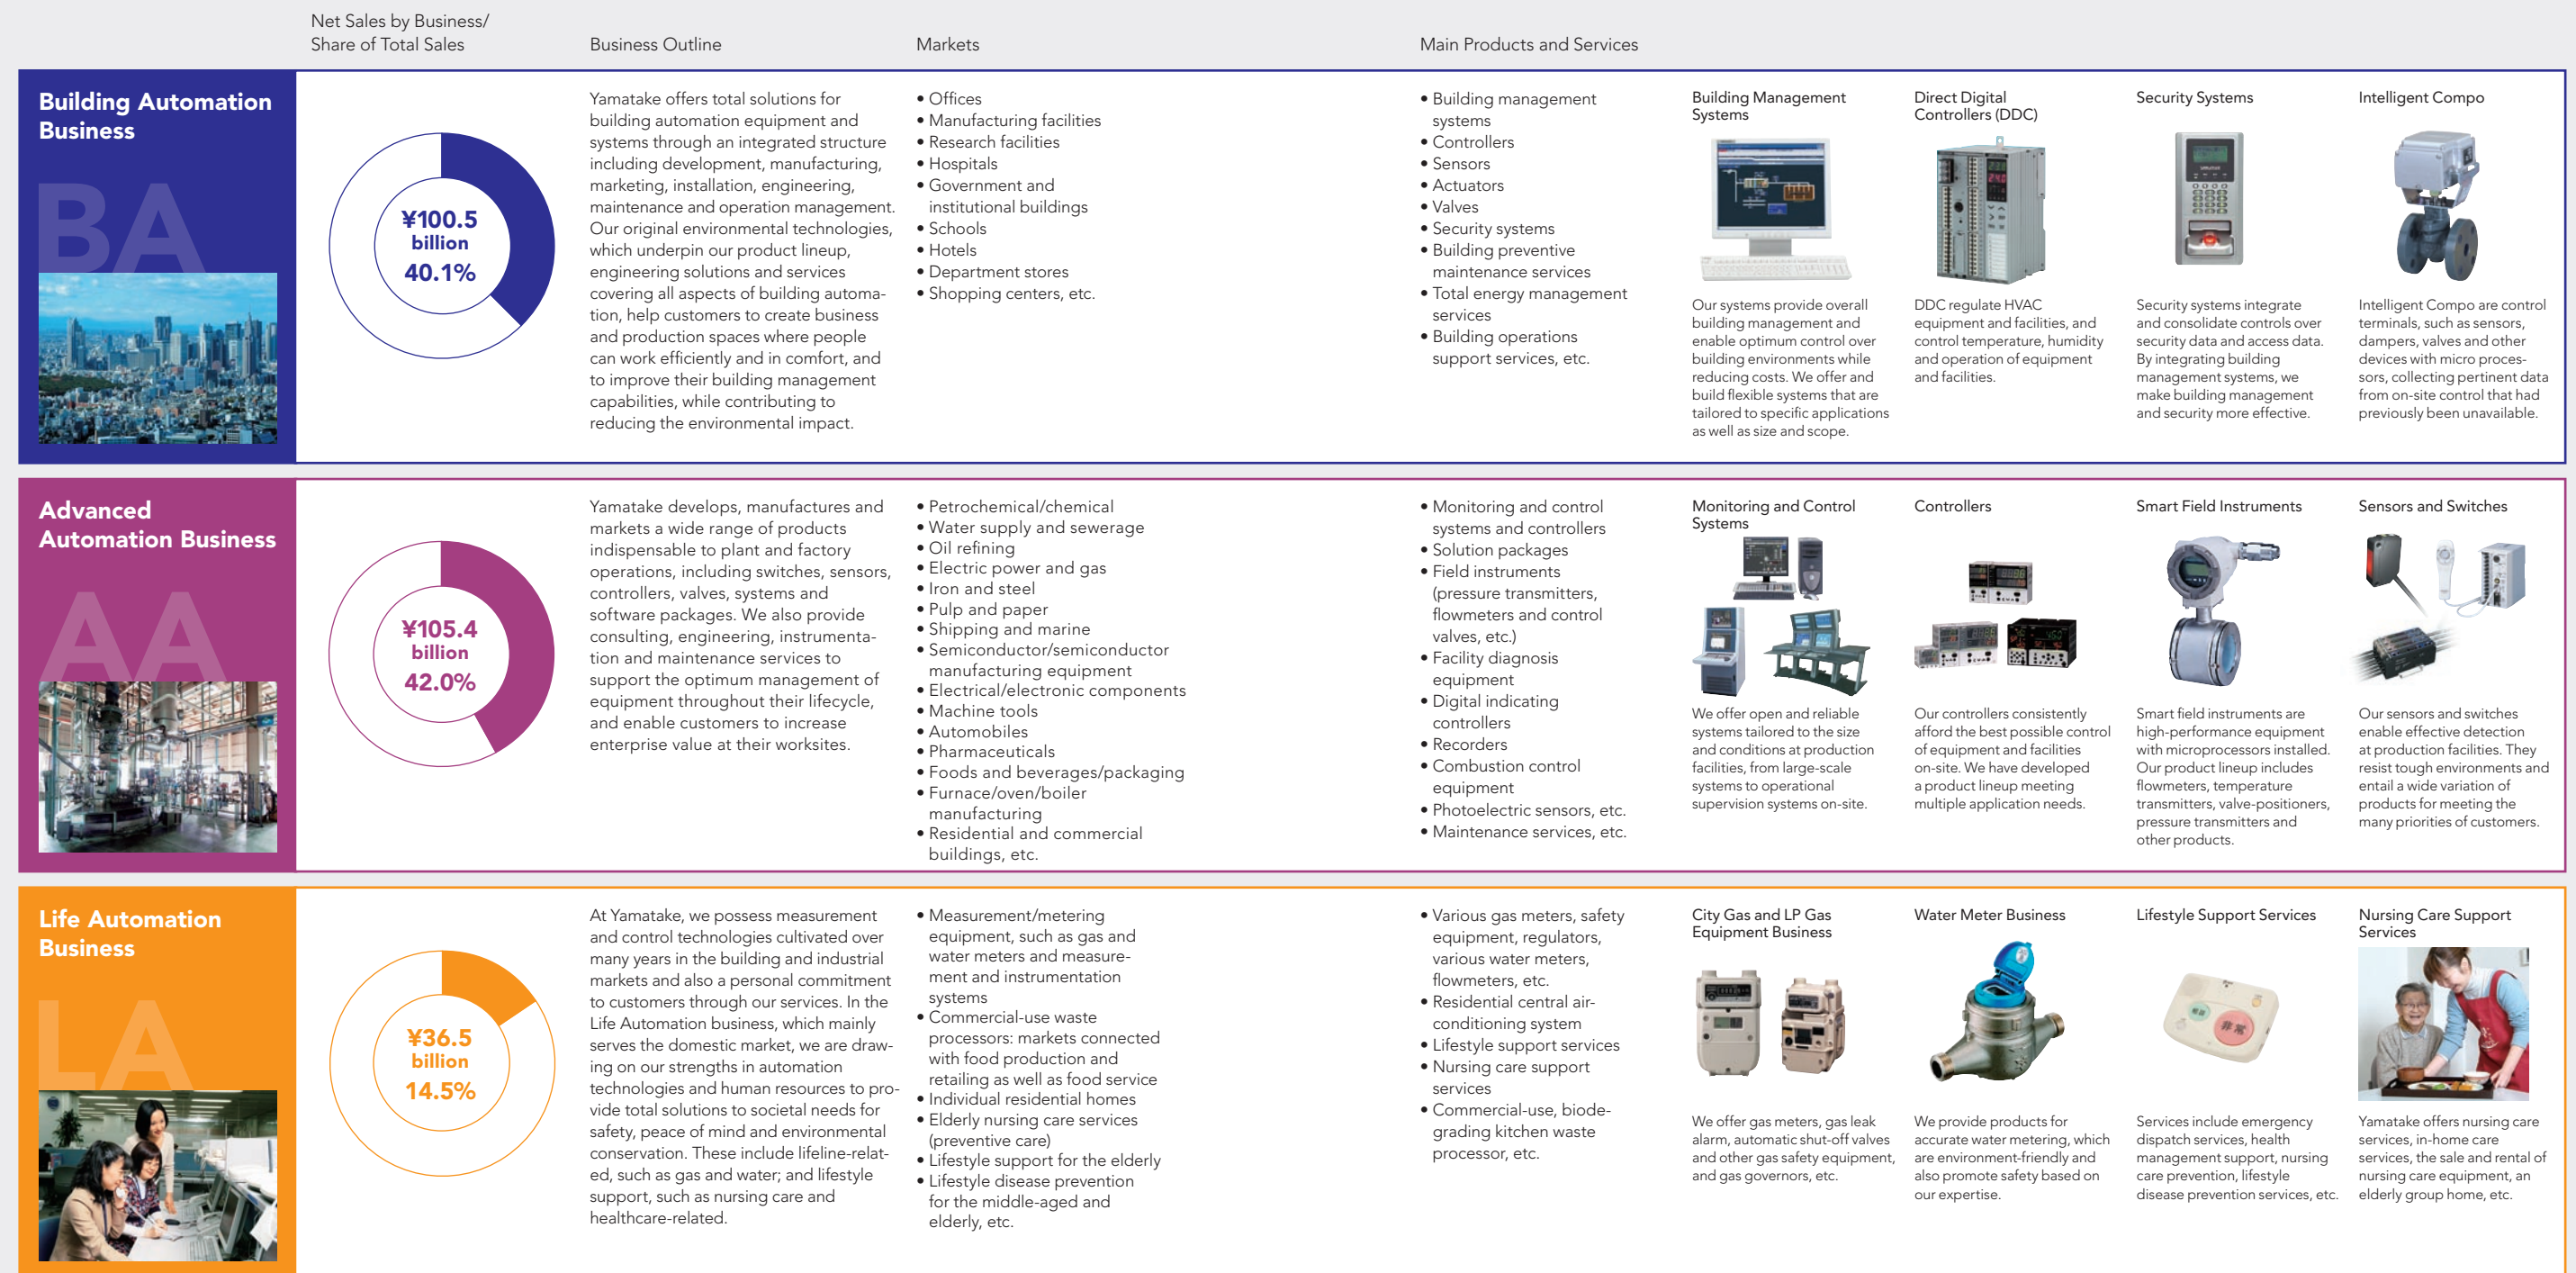 Net Sales by Business/
Share of Total Sales
Business Outline
Markets
Main Products and Services
Building Automation
Business
BA
¥100.5
billion
40.1%
Yamatake offers total solutions for
building automation equipment and
systems through an integrated structure
including development, manufacturing,
marketing, installation, engineering,
maintenance and operation management.
Our original environmental technologies,
which underpin our product lineup,
engineering solutions and services
covering all aspects of building automa-
tion, help customers to create business
and production spaces where people
can work efficiently and in comfort, and
to improve their building management
capabilities, while contributing to
reducing the environmental impact.
• Offices
• Manufacturing facilities
• Research facilities
• Hospitals
• Government and
institutional buildings
• Schools
• Hotels
• Department stores
• Shopping centers, etc.
• Building management
systems
• Controllers
• Sensors
• Actuators
• Valves
• Security systems
• Building preventive
maintenance services
• Total energy management
services
• Building operations
support services, etc.
Building Management
Systems
Our systems provide overall
building management and
enable optimum control over
building environments while
reducing costs. We offer and
build flexible systems that are
tailored to specific applications
as well as size and scope.
Direct Digital
Controllers (DDC)
DDC regulate HVAC
equipment and facilities, and
control temperature, humidity
and operation of equipment
and facilities.
Security Systems
Security systems integrate
and consolidate controls over
security data and access data.
By integrating building
management systems, we
make building management
and security more effective.
Intelligent Compo
Intelligent Compo are control
terminals, such as sensors,
dampers, valves and other
devices with micro proces-
sors, collecting pertinent data
from on-site control that had
previously been unavailable.
Advanced
Automation Business
AA
¥105.4
billion
42.0%
Yamatake develops, manufactures and
markets a wide range of products
indispensable to plant and factory
operations, including switches, sensors,
controllers, valves, systems and
software packages. We also provide
consulting, engineering, instrumenta-
tion and maintenance services to
support the optimum management of
equipment throughout their lifecycle,
and enable customers to increase
enterprise value at their worksites.
• Petrochemical/chemical
• Water supply and sewerage
• Oil refining
• Electric power and gas
• Iron and steel
• Pulp and paper
• Shipping and marine
• Semiconductor/semiconductor
manufacturing equipment
• Electrical/electronic components
• Machine tools
• Automobiles
• Pharmaceuticals
• Foods and beverages/packaging
• Furnace/oven/boiler
manufacturing
• Residential and commercial
buildings, etc.
• Monitoring and control
systems and controllers
• Solution packages
• Field instruments
(pressure transmitters,
flowmeters and control
valves, etc.)
• Facility diagnosis
equipment
• Digital indicating
controllers
• Recorders
• Combustion control
equipment
• Photoelectric sensors, etc.
• Maintenance services, etc.
Monitoring and Control
Systems
We offer open and reliable
systems tailored to the size
and conditions at production
facilities, from large-scale
systems to operational
supervision systems on-site.
Controllers
Our controllers consistently
afford the best possible control
of equipment and facilities
on-site. We have developed
a product lineup meeting
multiple application needs.
Smart Field Instruments
Smart field instruments are
high-performance equipment
with microprocessors installed.
Our product lineup includes
flowmeters, temperature
transmitters, valve-positioners,
pressure transmitters and
other products.
Sensors and Switches
Our sensors and switches
enable effective detection
at production facilities. They
resist tough environments and
entail a wide variation of
products for meeting the
many priorities of customers.
Life Automation
Business
LA
¥36.5
billion
14.5%
At Yamatake, we possess measurement
and control technologies cultivated over
many years in the building and industrial
markets and also a personal commitment
to customers through our services. In the
Life Automation business, which mainly
serves the domestic market, we are draw-
ing on our strengths in automation
technologies and human resources to pro-
vide total solutions to societal needs for
safety, peace of mind and environmental
conservation. These include lifeline-relat-
ed, such as gas and water; and lifestyle
support, such as nursing care and
healthcare-related.
• Measurement/metering
equipment, such as gas and
water meters and measure-
ment and instrumentation
systems
• Commercial-use waste
processors: markets connected
with food production and
retailing as well as food service
• Individual residential homes
• Elderly nursing care services
(preventive care)
• Lifestyle support for the elderly
• Lifestyle disease prevention
for the middle-aged and
elderly, etc.
• Various gas meters, safety
equipment, regulators,
various water meters,
flowmeters, etc.
• Residential central air-
conditioning system
• Lifestyle support services
• Nursing care support
services
• Commercial-use, biode-
grading kitchen waste
processor, etc.
City Gas and LP Gas
Equipment Business
We offer gas meters, gas leak
alarm, automatic shut-off valves
and other gas safety equipment,
and gas governors, etc.
Water Meter Business
We provide products for
accurate water metering, which
are environment-friendly and
also promote safety based on
our expertise.
Lifestyle Support Services
非常
Services include emergency
dispatch services, health
management support, nursing
care prevention, lifestyle
disease prevention services, etc.
Nursing Care Support
Services
Yamatake offers nursing care
services, in-home care
services, the sale and rental of
nursing care equipment, an
elderly group home, etc.